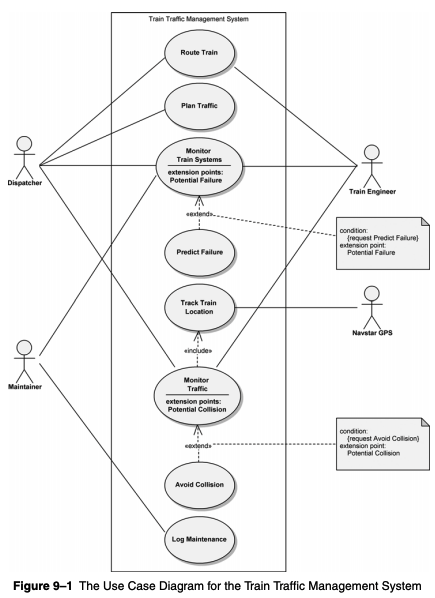 Train Traffic Management System
Route Train
Plan Traffic
Monitor
Train Systems
extension points:
Potential Failure
Dispatcher
Train Engineer
«extend»
condition:
{request Predict Failure}
extension point:
Potential Failure
Predict Failure
Track Train
Location
Navstar GPS
«include»
Maintainer
Monitor
Traffic
extension points:
Potential Collision
«extend»
condition:
{request Avoid Collision}
extension point:
Potential Collision
Avoid Collision
Log Maintenance
Figure 9–1 The Use Case Diagram for the Train Traffic Management System